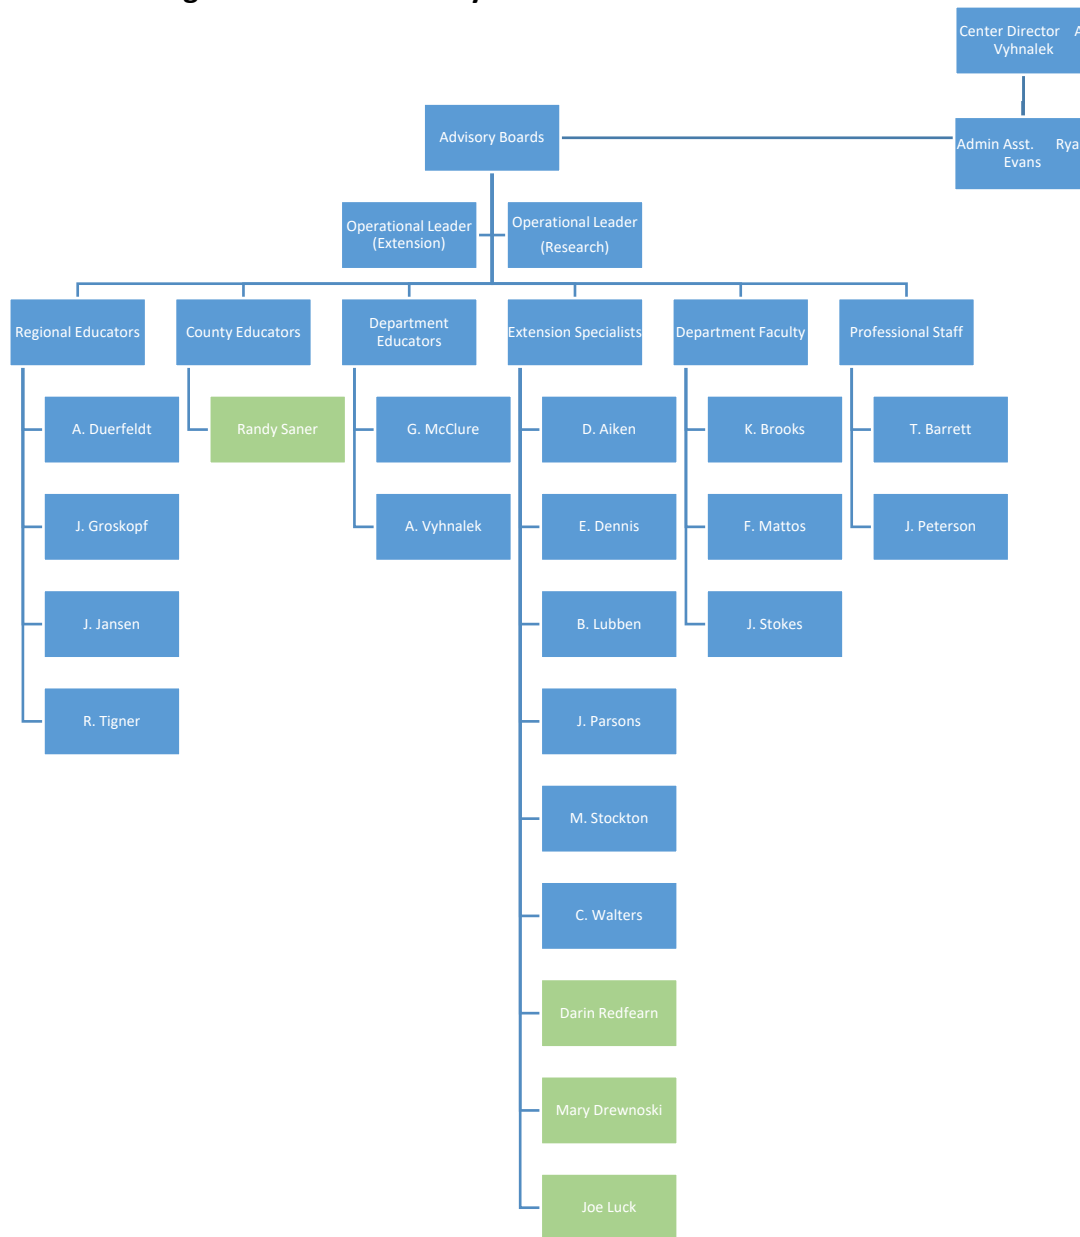 Center Director
Vyhnalek
Advisory Boards
Admin Asst.
Evans
Operational Leader
(Extension)
Operational Leader
(Research)
Regional Educators
County Educators
Department
Educators
Extension Specialists
Department Faculty
Professional Staff
A. Duerfeldt
Randy Saner
G. McClure
D. Aiken
K. Brooks
T. Barrett
J. Groskopf
A. Vyhnalek
E. Dennis
F. Mattos
J. Peterson
J. Jansen
B. Lubben
J. Stokes
R. Tigner
J. Parsons
M. Stockton
C. Walters
Darin Redfearn
Mary Drewnoski
Joe Luck